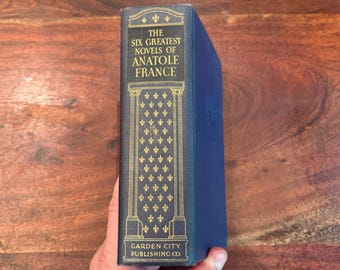 THE
SIX GREATEST
NOVELS OF
ANATOLE
FRANCE
GARDEN CITY
PUBLISHING CO.